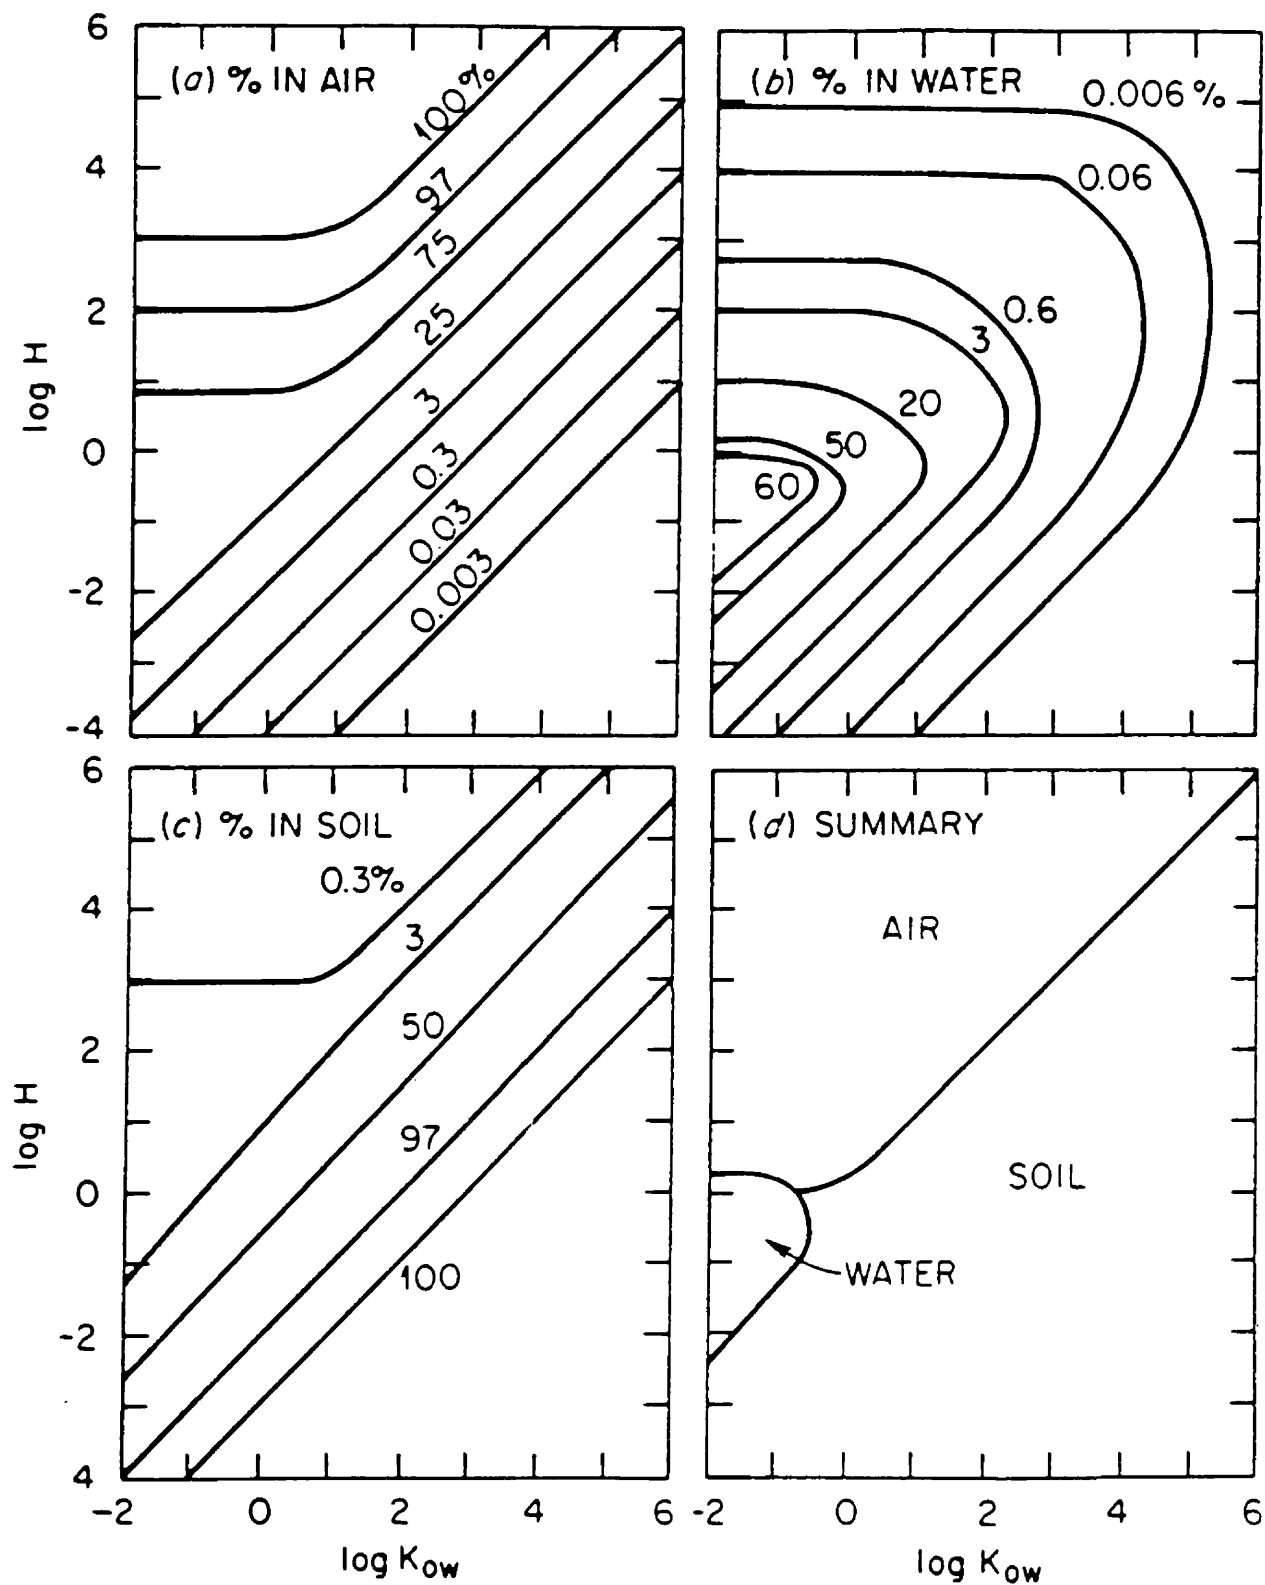 6
(a) % IN AIR
100%
97
75
25
3
0.3
0.03
0.003
4
2
0
-2
-4
log H
(b) % IN WATER
0.006%
0.06
0.6
3
20
50
60
6
(c) % IN SOIL
0.3%
3
50
97
100
4
2
0
-2
4
log H
-2 0 2 4 6
log Kow
(d) SUMMARY
AIR
SOIL
WATER
-2 0 2 4 6
log Kow